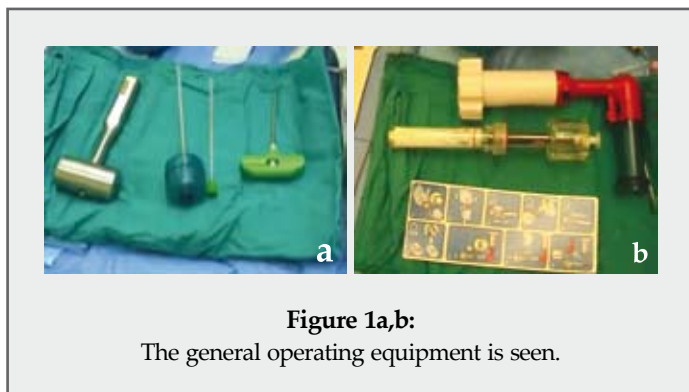 a
b
Figure 1a,b:
The general operating equipment is seen.